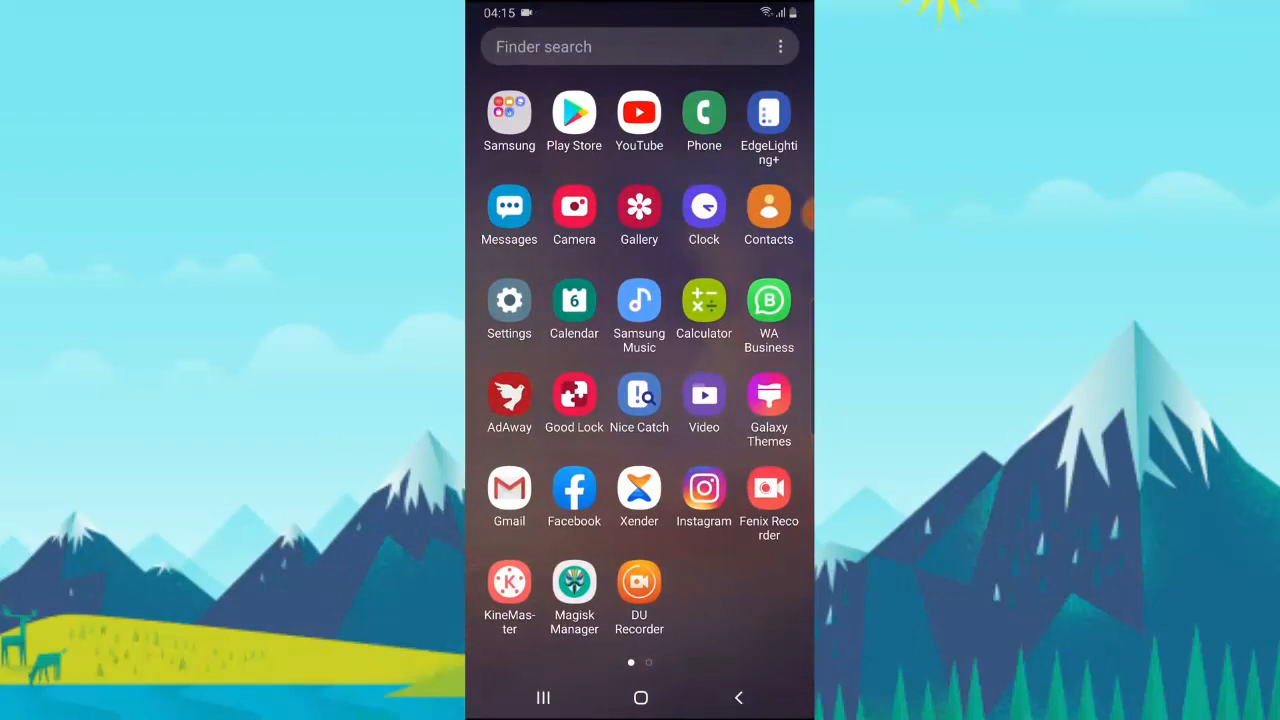 04:15
Finder search
Samsung
Play Store
YouTube
Phone
EdgeLighti
ng+
Messages
Camera
Gallery
Clock
Contacts
Settings
6
Calendar
Samsung
Music
Calculator
B
WA
Business
AdAway
Good Lock
Nice Catch
Video
Galaxy
Themes
Gmail
Facebook
Xender
Instagram
Fenix Reco
rder
K
KineMas-
ter
Magisk
Manager
DU
Recorder